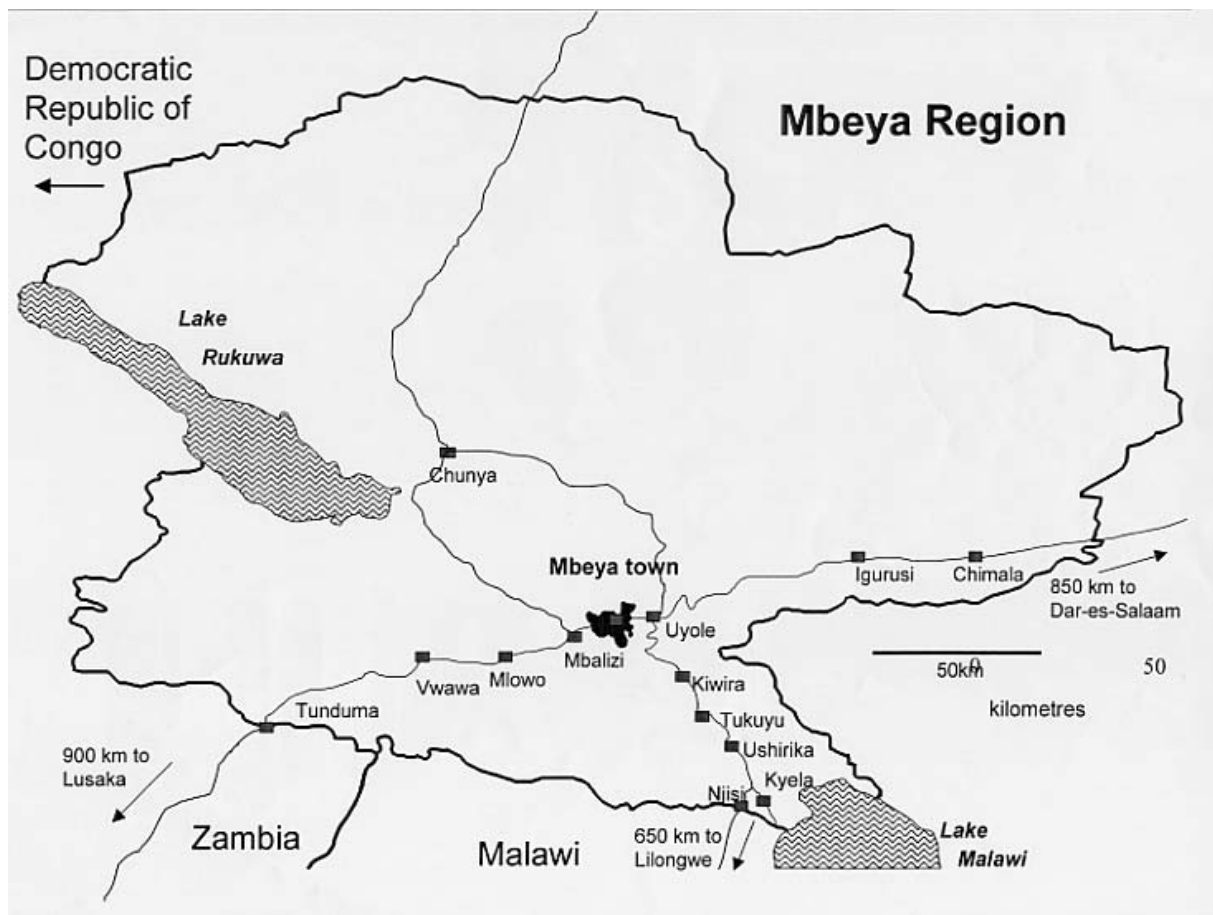 Democratic
Republic of
Congo
Mbeya Region
Lake
Rukuwa
Chunya
Mbeya town
Igurusi
Chimala
850 km to
Dar-es-Salaam
Uyole
Mbalizi
Vwawa
Mlowo
Kiwira
50km
0
50
kilometres
Tunduma
Tukuyu
Ushirika
900 km to
Lusaka
Kyela
Njisi
Zambia
Malawi
650 km to
Lilongwe
Lake
Malawi